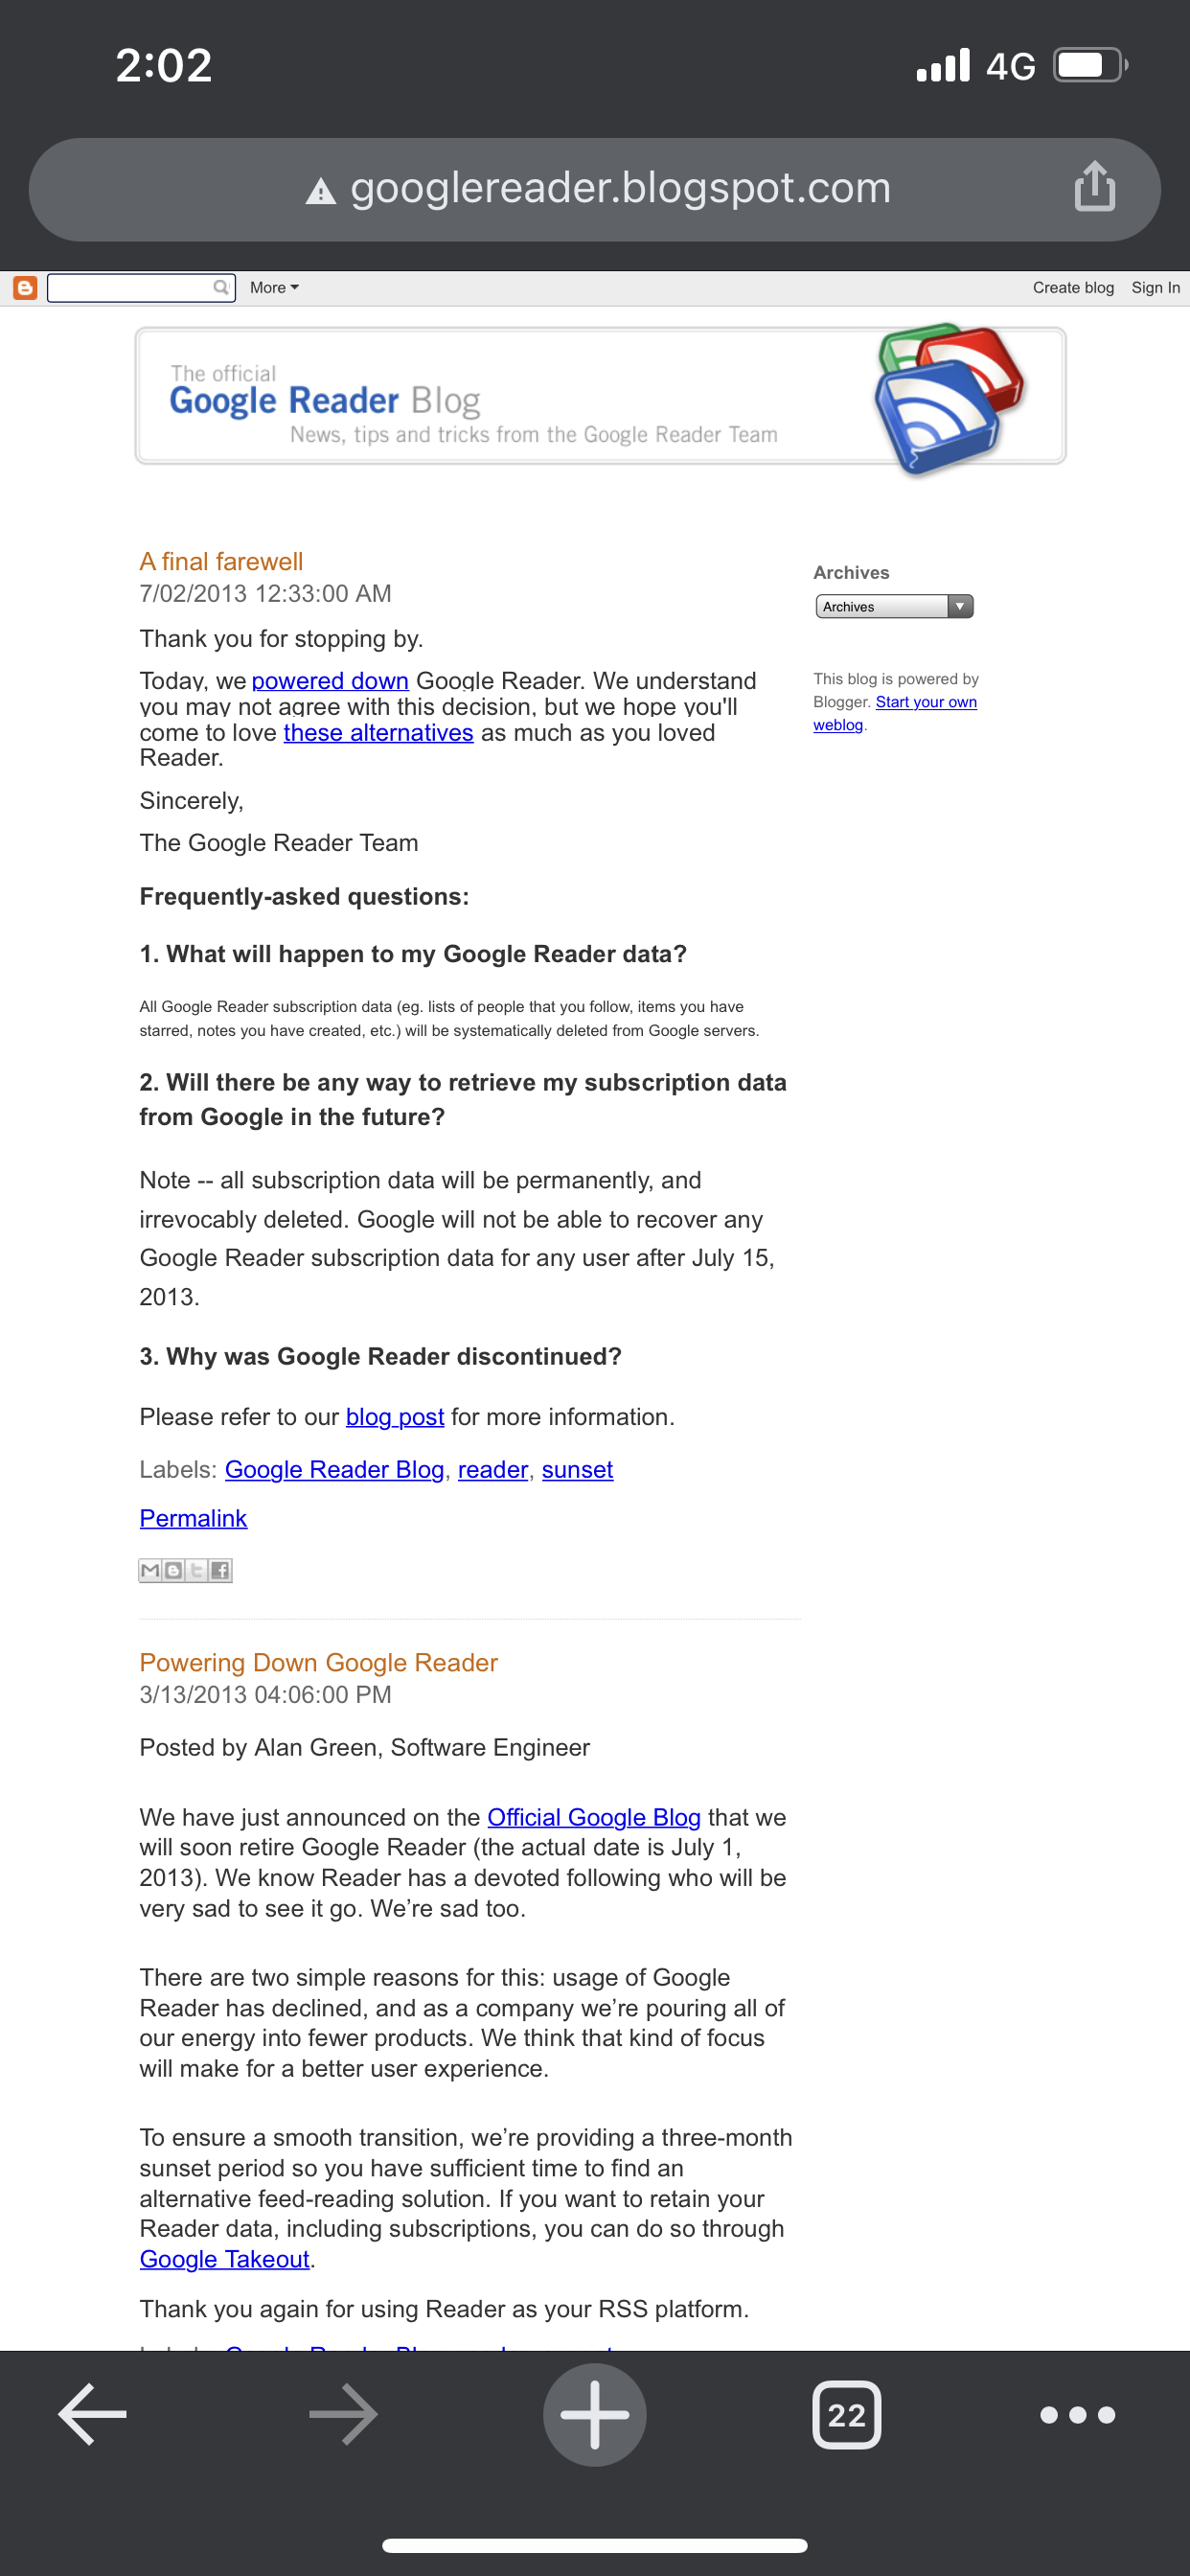 2:02
4G
googlereader.blogspot.com
More
Create blog Sign In
The official
Google Reader Blog
News, tips and tricks from the Google Reader Team
A final farewell
7/02/2013 12:33:00 AM
Thank you for stopping by.
Today, we powered down Google Reader. We understand
you may not agree with this decision, but we hope you'll
come to love these alternatives as much as you loved
Reader.
Sincerely,
The Google Reader Team
Frequently-asked questions:
1. What will happen to my Google Reader data?
All Google Reader subscription data (eg. lists of people that you follow, items you have
starred, notes you have created, etc.) will be systematically deleted from Google servers.
2. Will there be any way to retrieve my subscription data
from Google in the future?
Note -- all subscription data will be permanently, and
irrevocably deleted. Google will not be able to recover any
Google Reader subscription data for any user after July 15,
2013.
3. Why was Google Reader discontinued?
Please refer to our blog post for more information.
Labels: Google Reader Blog, reader, sunset
Permalink
Archives
Archives
This blog is powered by
Blogger. Start your own
weblog.
Powering Down Google Reader
3/13/2013 04:06:00 PM
Posted by Alan Green, Software Engineer
We have just announced on the Official Google Blog that we
will soon retire Google Reader (the actual date is July 1,
2013). We know Reader has a devoted following who will be
very sad to see it go. We’re sad too.
There are two simple reasons for this: usage of Google
Reader has declined, and as a company we’re pouring all of
our energy into fewer products. We think that kind of focus
will make for a better user experience.
To ensure a smooth transition, we’re providing a three-month
sunset period so you have sufficient time to find an
alternative feed-reading solution. If you want to retain your
Reader data, including subscriptions, you can do so through
Google Takeout.
Thank you again for using Reader as your RSS platform.
22